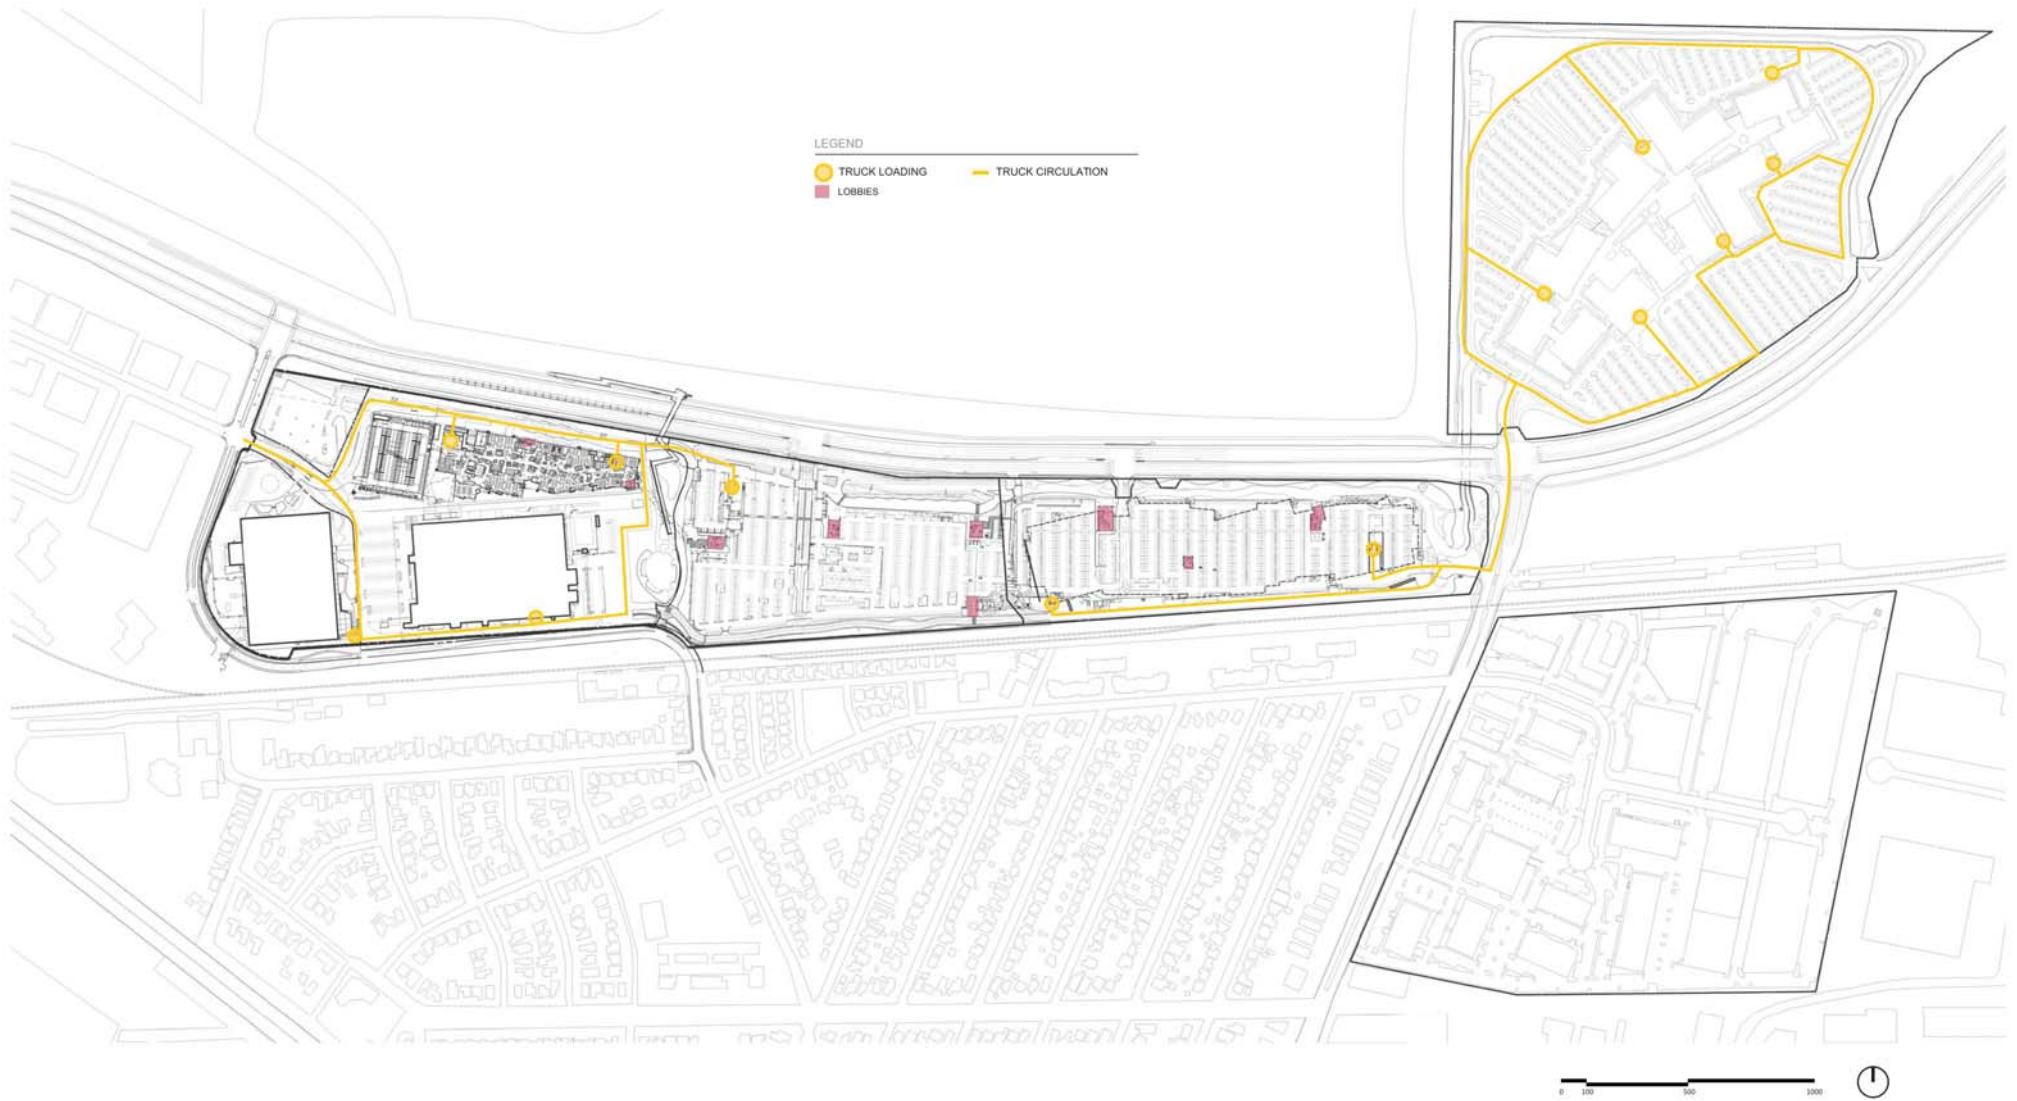 LEGEND
TRUCK LOADING
TRUCK CIRCULATION
LOBBIES
0 100 500 1000